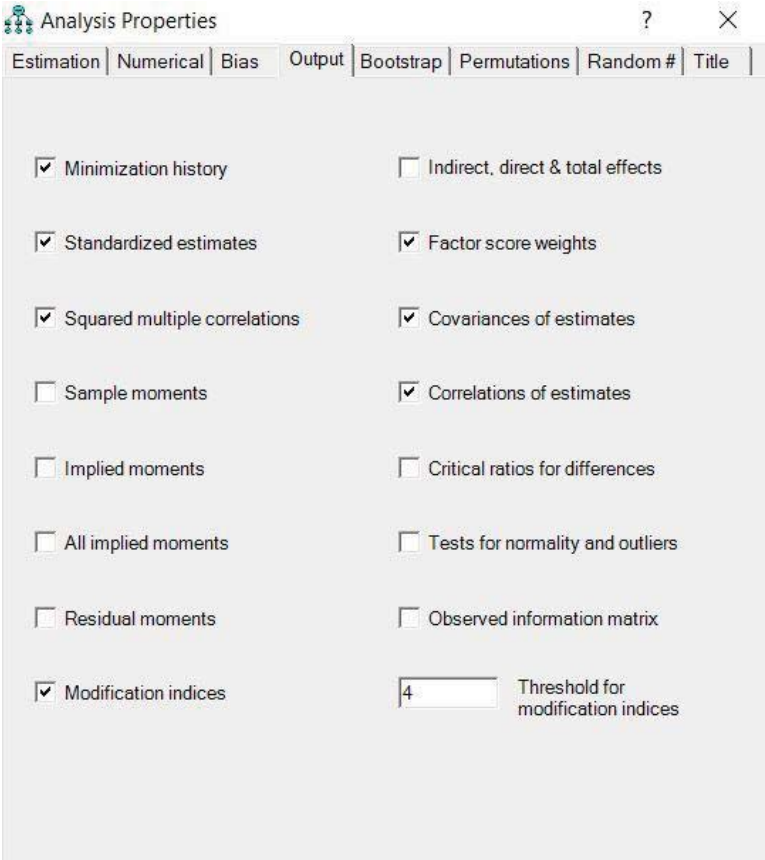 Analysis Properties ? ×
Estimation Numerical Bias Output Bootstrap Permutations Random # Title
Minimization history
Indirect, direct & total effects
Standardized estimates
Factor score weights
Squared multiple correlations
Covariances of estimates
Sample moments
Correlations of estimates
Implied moments
Critical ratios for differences
All implied moments
Tests for normality and outliers
Residual moments
Observed information matrix
Modification indices
4
Threshold for
modification indices